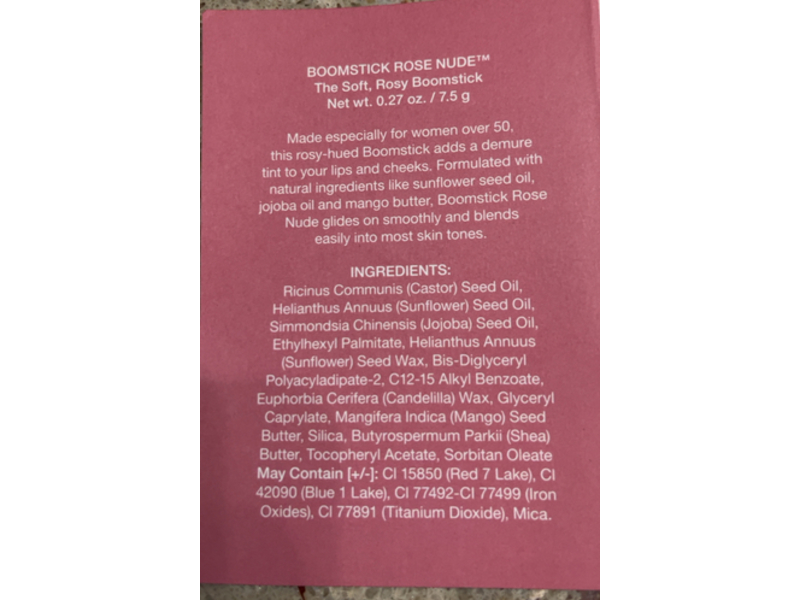 BOOMSTICK ROSE NUDE™
The Soft, Rosy Boomstick
Net wt. 0.27 oz. / 7.5 g
Made especially for women over 50,
this rosy-hued Boomstick adds a demure
tint to your lips and cheeks. Formulated with
natural ingredients like sunflower seed oil,
jojoba oil and mango butter, Boomstick Rose
Nude glides on smoothly and blends
easily into most skin tones.
INGREDIENTS:
Ricinus Communis (Castor) Seed Oil,
Helianthus Annuus (Sunflower) Seed Oil,
Simmondsia Chinensis (Jojoba) Seed Oil,
Ethylhexyl Palmitate, Helianthus Annuus
(Sunflower) Seed Wax, Bis-Diglyceryl
Polyacyladipate-2, C12-15 Alkyl Benzoate,
Euphorbia Cerifera (Candelilla) Wax, Glyceryl
Caprylate, Mangifera Indica (Mango) Seed
Butter, Silica, Butyrospermum Parkii (Shea)
Butter, Tocopheryl Acetate, Sorbitan Oleate
May Contain [+/-]: CI 15850 (Red 7 Lake), CI
42090 (Blue 1 Lake), CI 77492-CI 77499 (Iron
Oxides), CI 77891 (Titanium Dioxide), Mica.